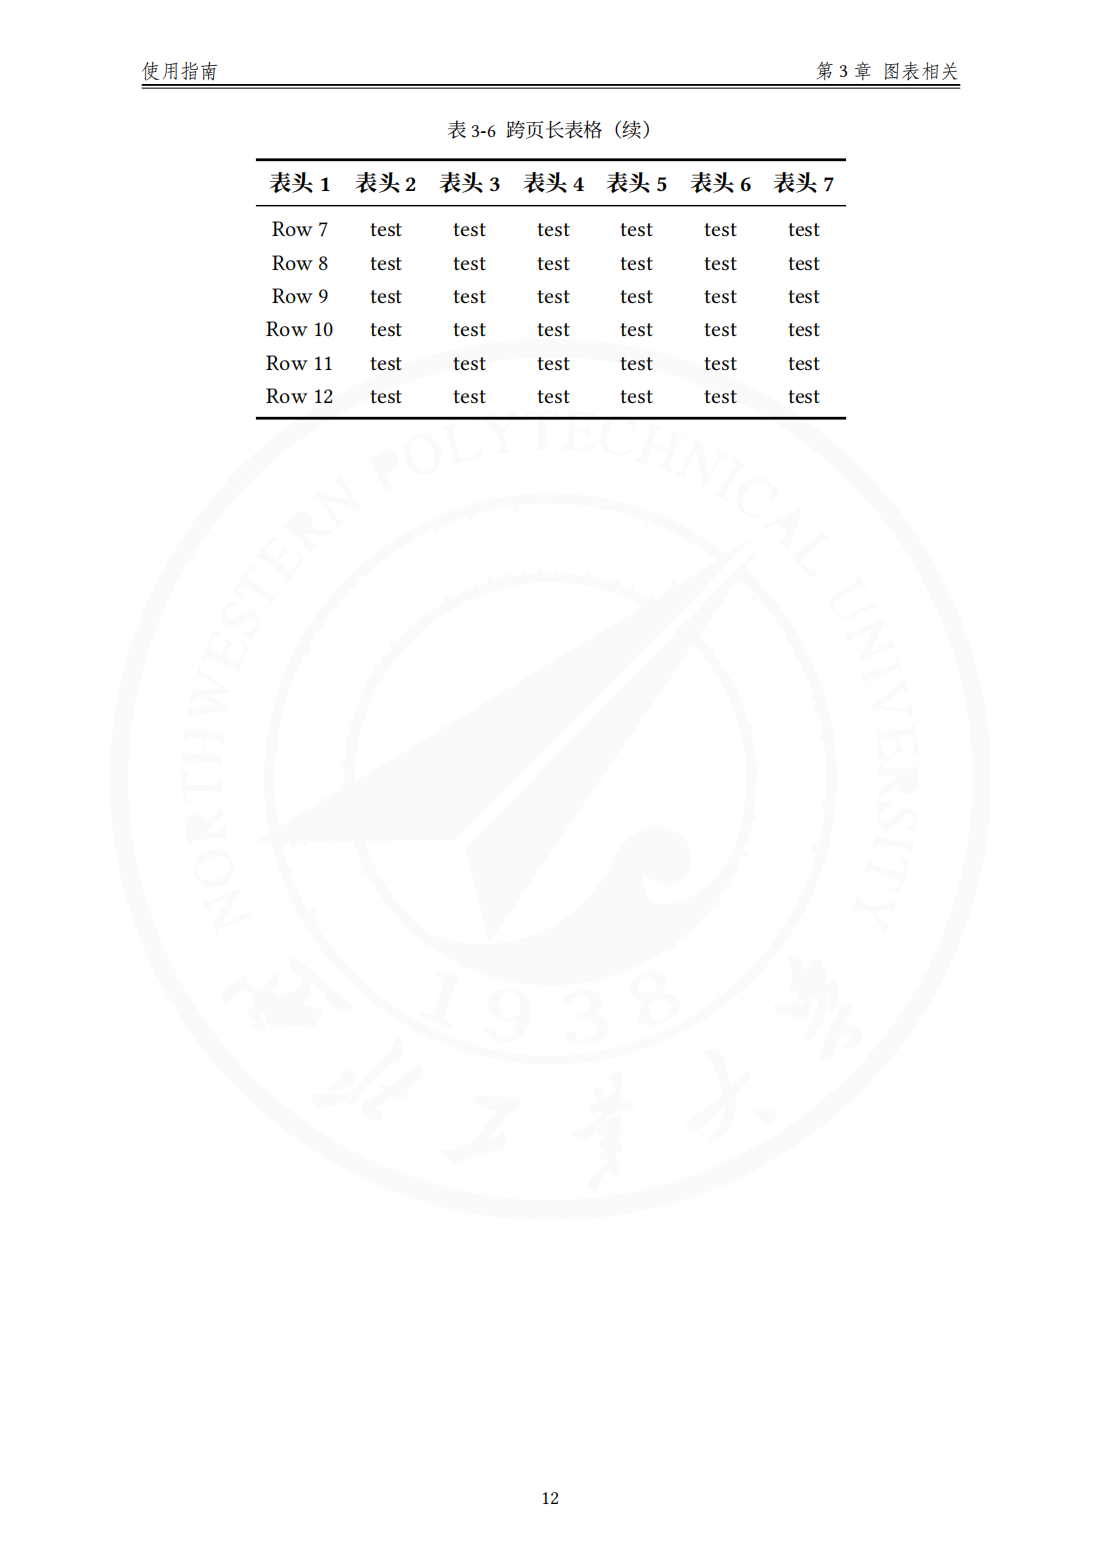 使用指南 第 3 章 图表相关
表 3-6 跨页长表格（续）
表头 1 表头 2 表头 3 表头 4 表头 5 表头 6 表头 7
Row 7 test test test test test test
Row 8 test test test test test test
Row 9 test test test test test test
Row 10 test test test test test test
Row 11 test test test test test test
Row 12 test test test test test test
NORTHWESTERN POLYTECHNICAL UNIVERSITY
1938
西北工业大学
12